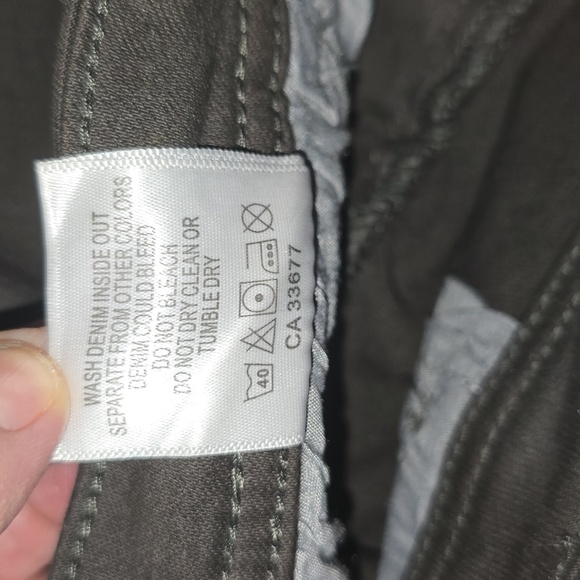 WASH DENIM INSIDE OUT
SEPARATE FROM OTHER COLORS
DENIM COULD BLEED
DO NOT BLEACH
DO NOT DRY CLEAN OR
TUMBLE DRY
40
CA 33677